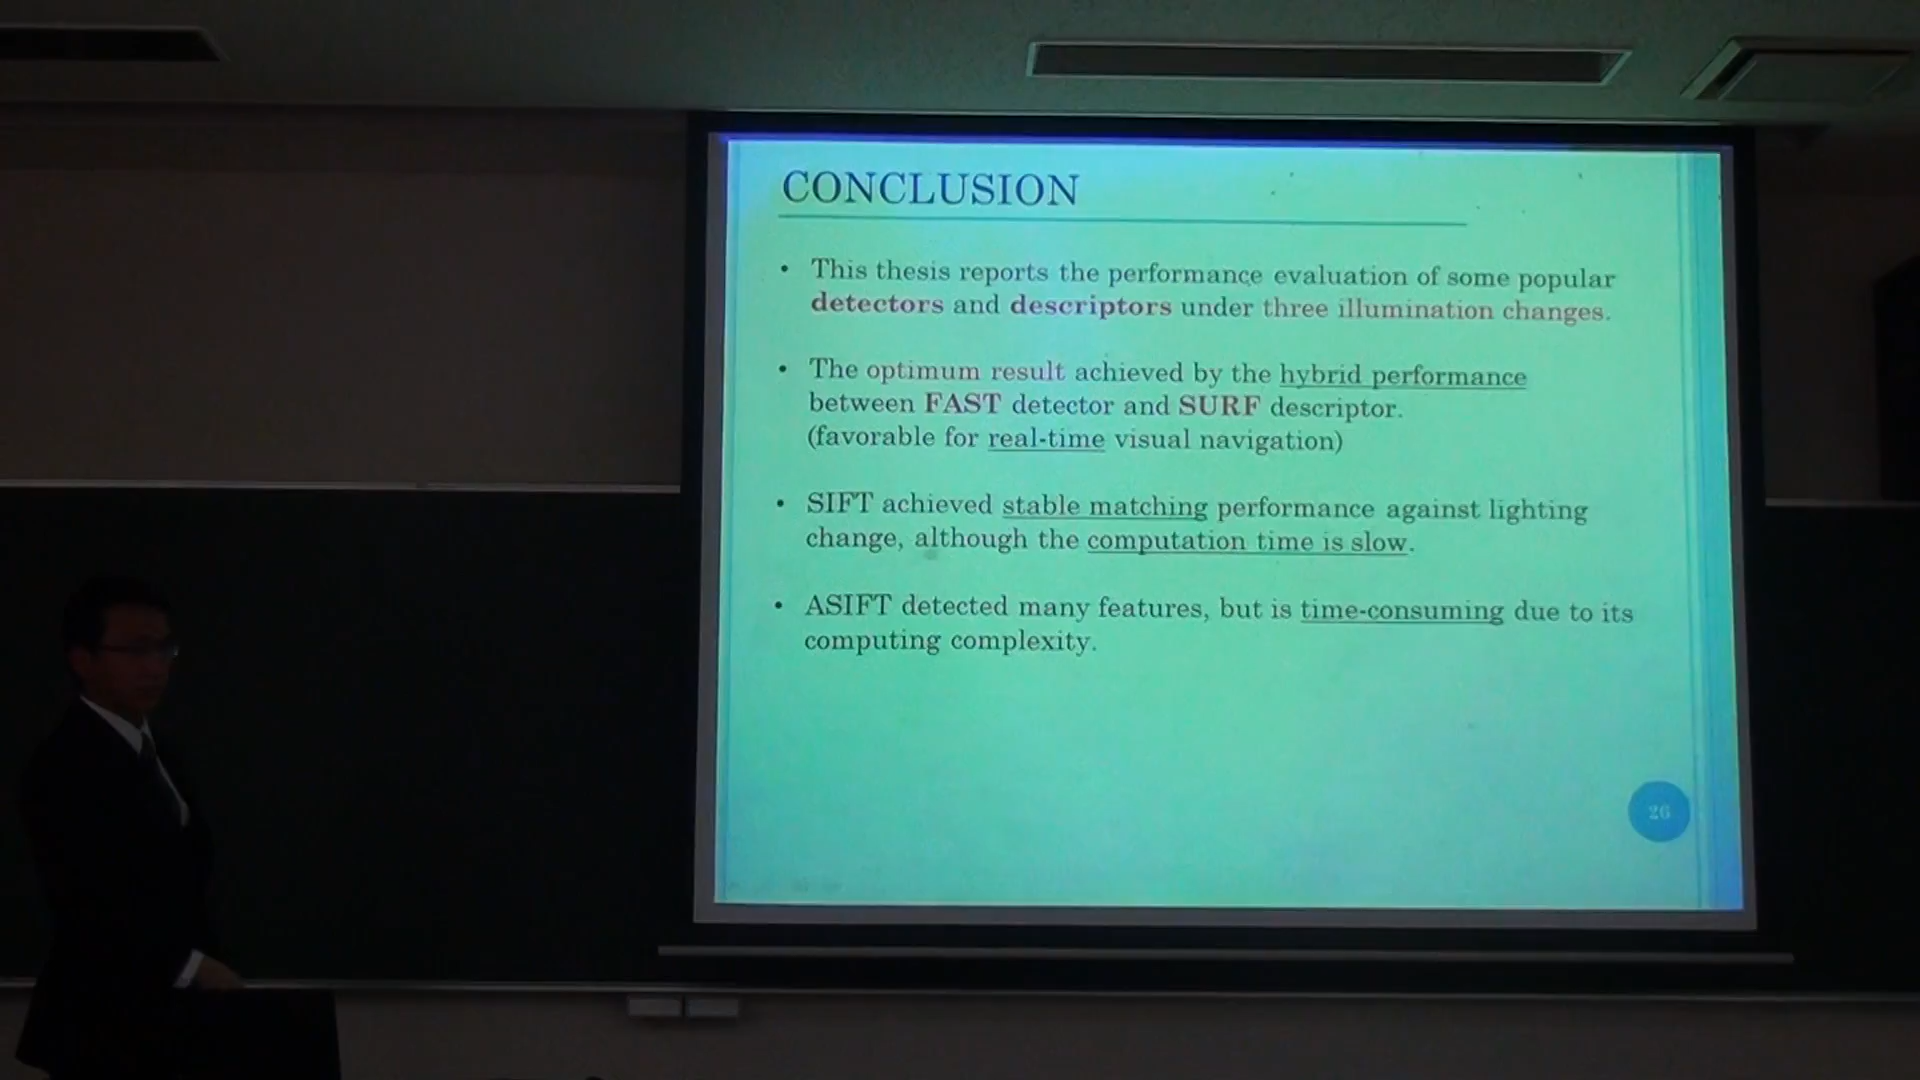 CONCLUSION
• This thesis reports the performance evaluation of some popular
detectors and descriptors under three illumination changes.
• The optimum result achieved by the hybrid performance
between FAST detector and SURF descriptor.
(favorable for real-time visual navigation)
• SIFT achieved stable matching performance against lighting
change, although the computation time is slow.
• ASIFT detected many features, but is time-consuming due to its
computing complexity.
26